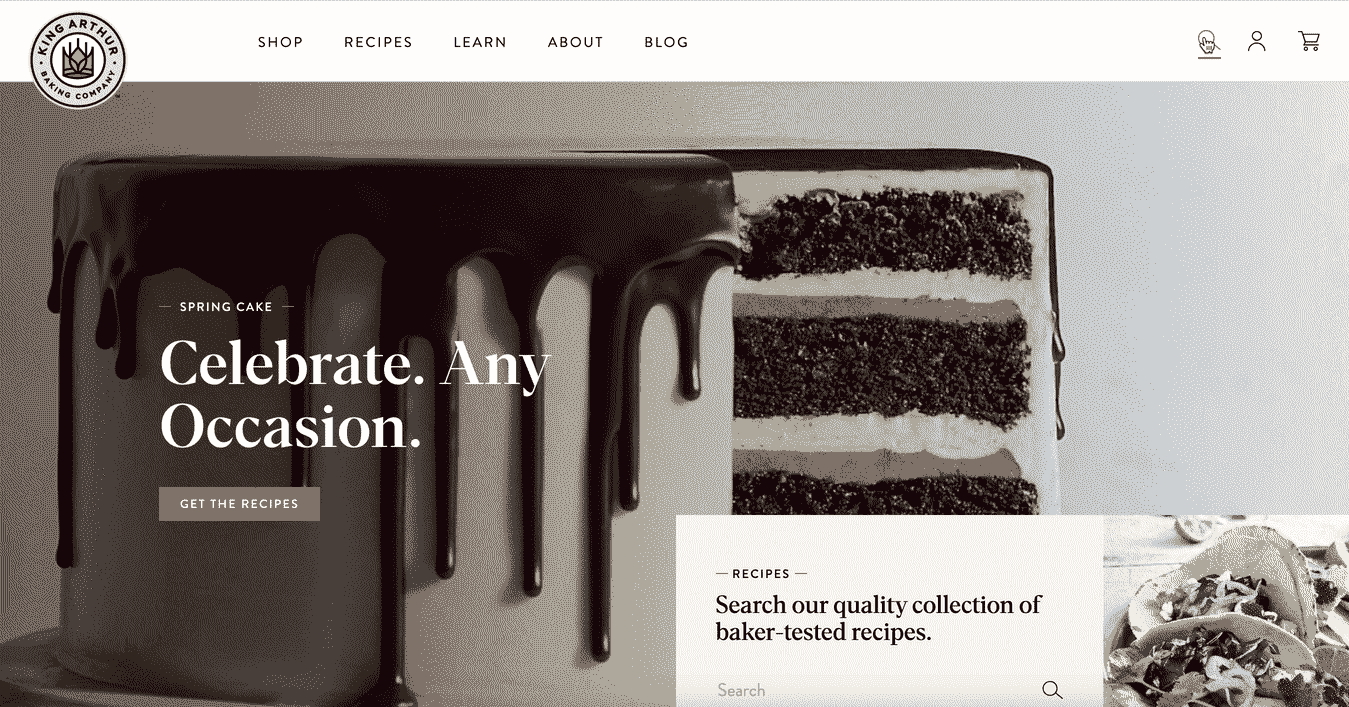 KING ARTHUR
BAKING COMPANY
SHOP RECIPES LEARN ABOUT BLOG
SPRING CAKE
Celebrate. Any
Occasion.
GET THE RECIPES
RECIPES
Search our quality collection of
baker-tested recipes.
Search